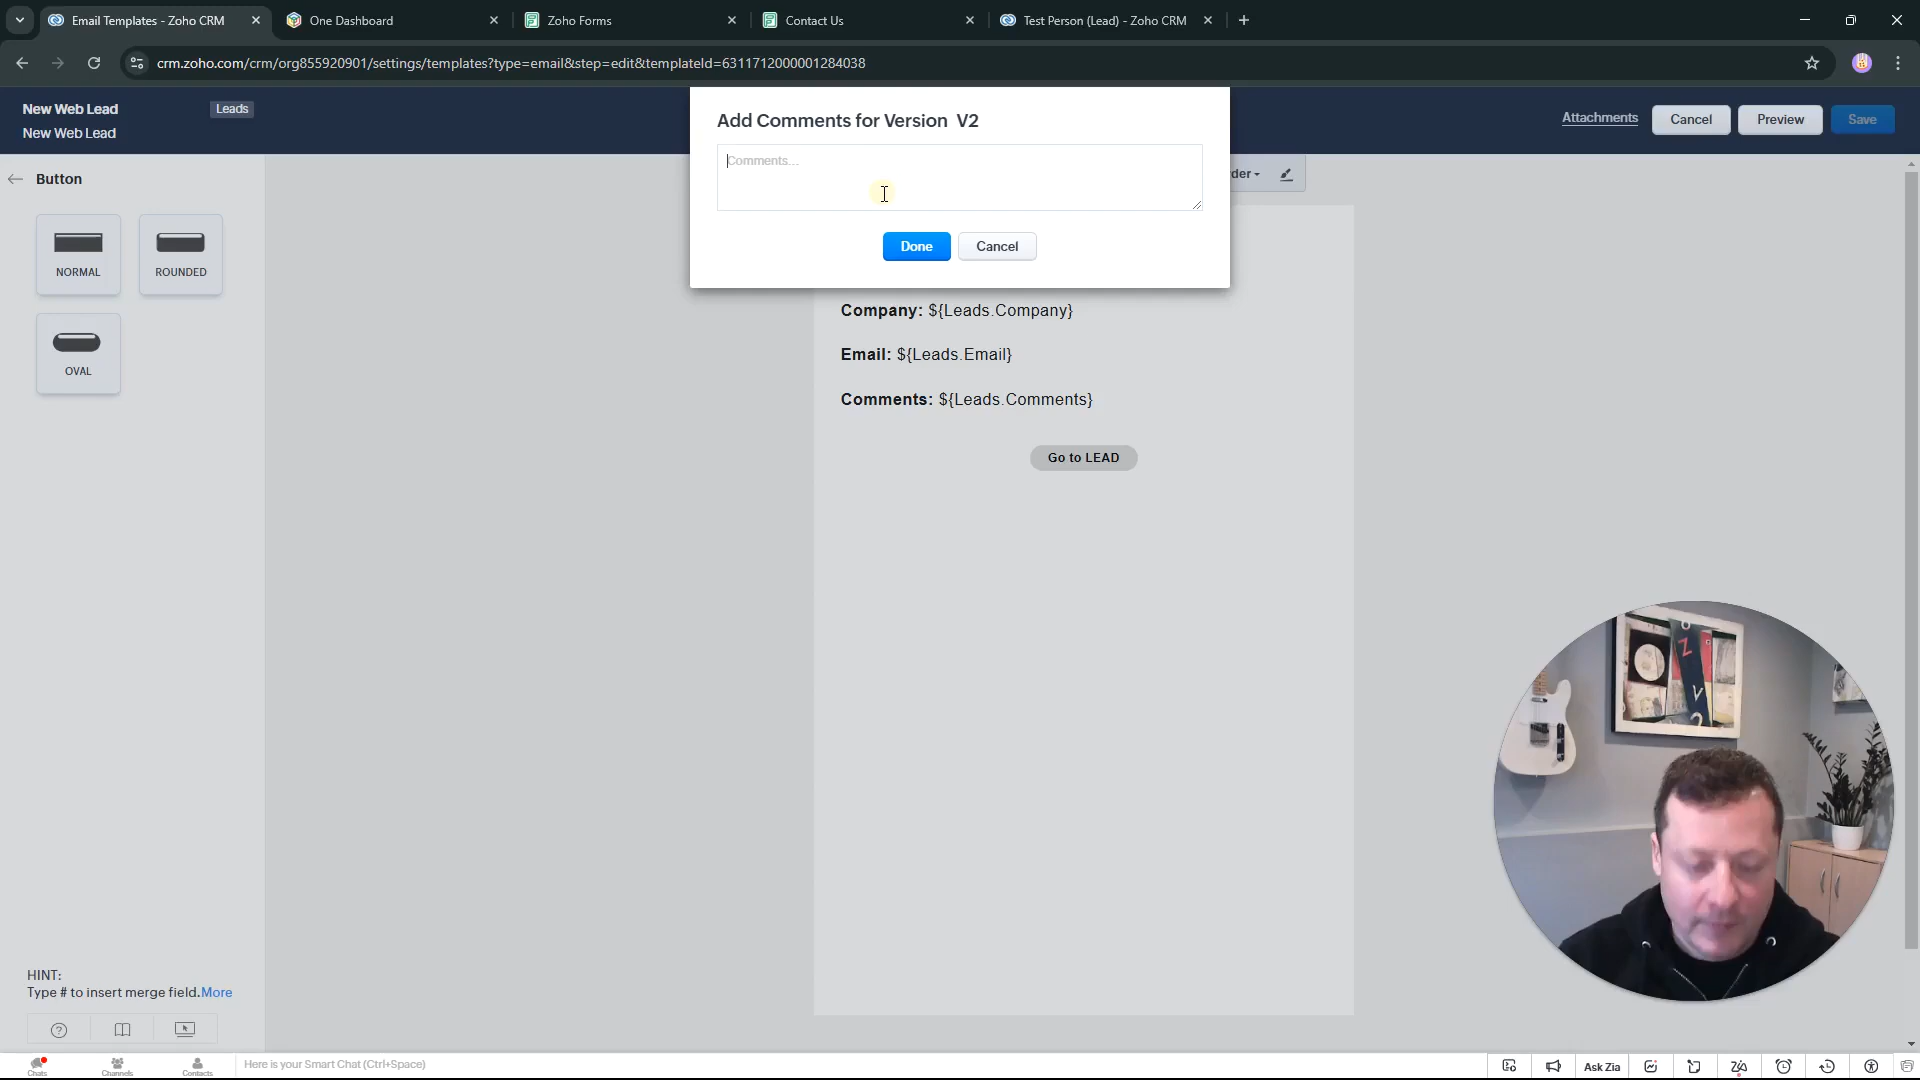 Email Templates - Zoho CRM
One Dashboard
Zoho Forms
Contact Us
Test Person (Lead) - Zoho CRM
crm.zoho.com/crm/org855920901/settings/templates?type=email&step=edit&templateId=6311712000001284038
New Web Lead
Leads
New Web Lead
Attachments
Cancel
Preview
Save
Add Comments for Version V2
Comments...
Done
Cancel
Button
NORMAL
ROUNDED
OVAL
der
Company: ${Leads.Company}
Email: ${Leads.Email}
Comments: ${Leads.Comments}
Go to LEAD
HINT:
Type # to insert merge field.More
Chats
Channels
Contacts
Here is your Smart Chat (Ctrl+Space)
Ask Zia